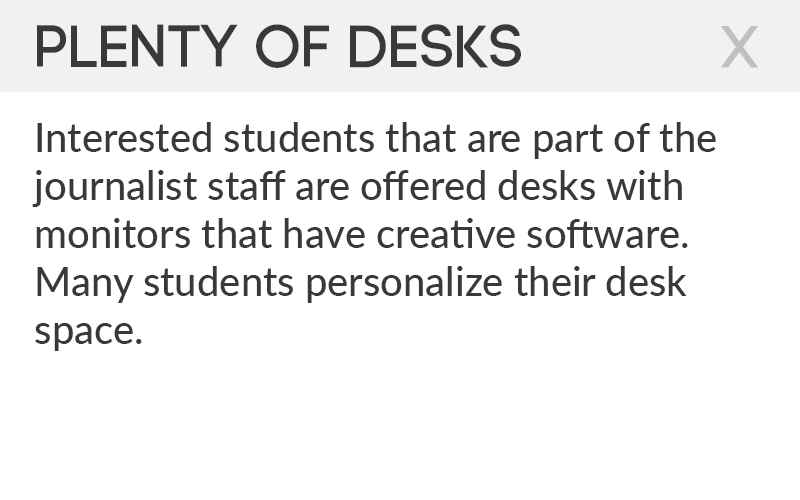 PLENTY OF DESKS X
Interested students that are part of the
journalist staff are offered desks with
monitors that have creative software.
Many students personalize their desk
space.